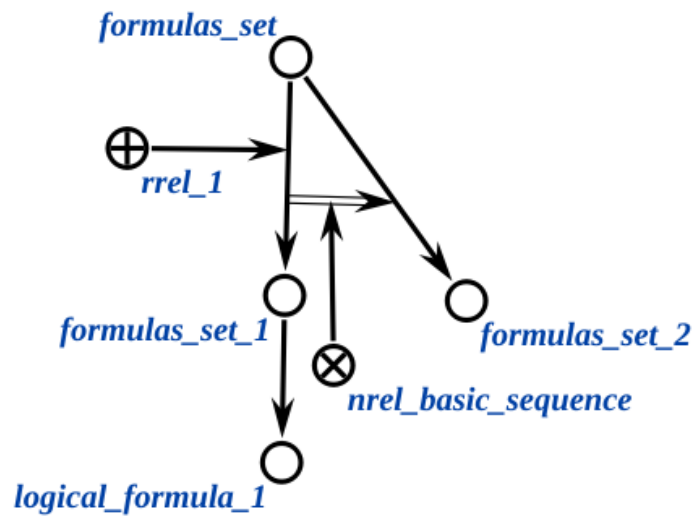 formulas_set
rrel_1
formulas_set_1
formulas_set_2
nrel_basic_sequence
logical_formula_1